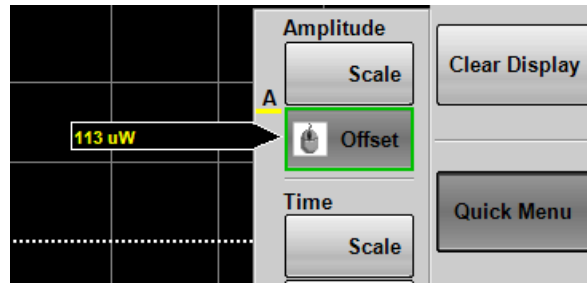 Amplitude
Scale
Clear Display
A
113 uW
Offset
Time
Quick Menu
Scale